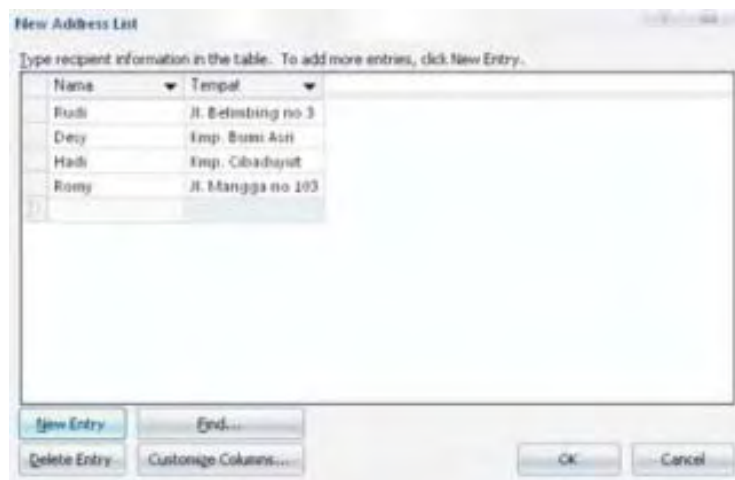 New Address List
Type recipient information in the table. To add more entries, click New Entry.
Nama Tempat
Rudi Jl. Belimbing no 3
Desy Kmp. Bumi Asri
Hadi Kmp. Cibaduyut
Romy Jl. Mangga no 103
New Entry Find...
Delete Entry Customize Columns... OK Cancel